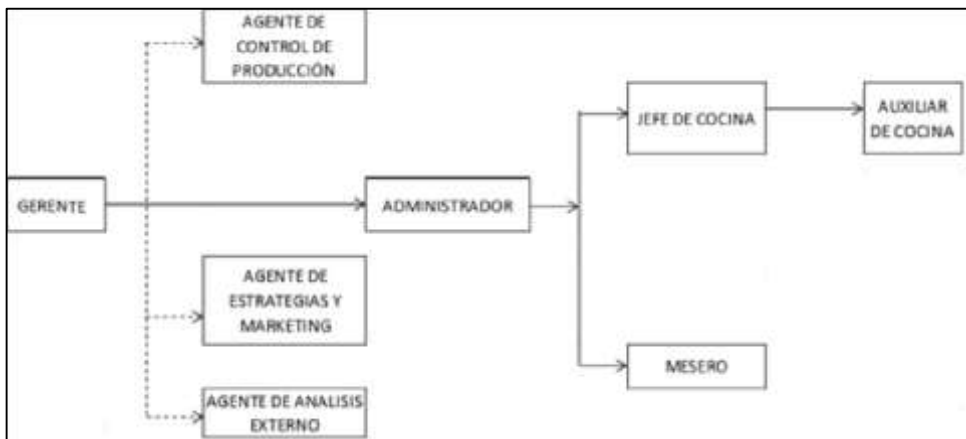 AGENTE DE
CONTROL DE
PRODUCCIÓN
JEFE DE COCINA
AUXILIAR
DE COCINA
GERENTE
ADMINISTRADOR
AGENTE DE
ESTRATEGIAS Y
MARKETING
MESERO
AGENTE DE ANALISIS
EXTERNO